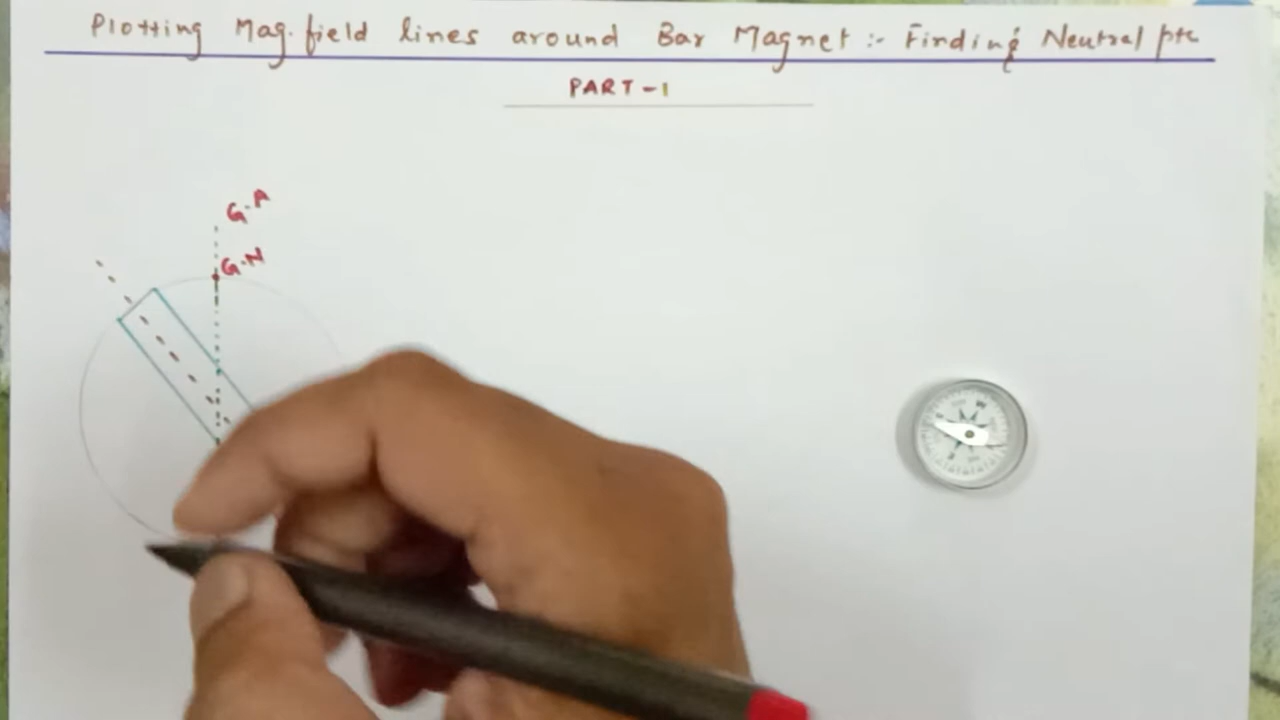 Plotting Mag. field lines around Bar Magnet :- Finding Neutral pts
PART-1
G.A
G.N
W